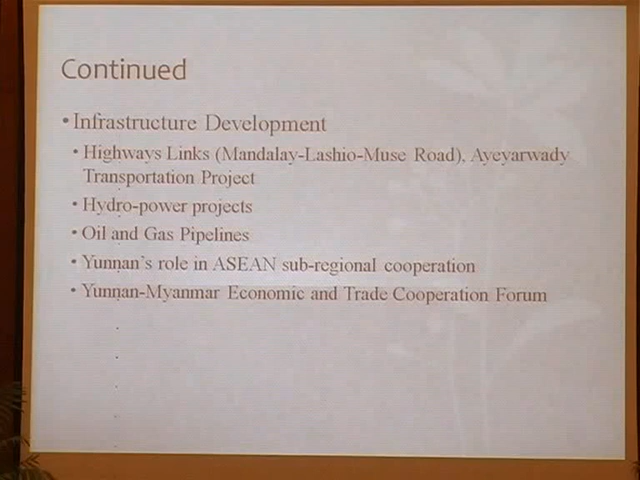 Continued
• Infrastructure Development
• Highways Links (Mandalay-Lashio-Muse Road), Ayeyarwady
Transportation Project
• Hydro-power projects
• Oil and Gas Pipelines
• Yunnan's role in ASEAN sub-regional cooperation
• Yunnan-Myanmar Economic and Trade Cooperation Forum